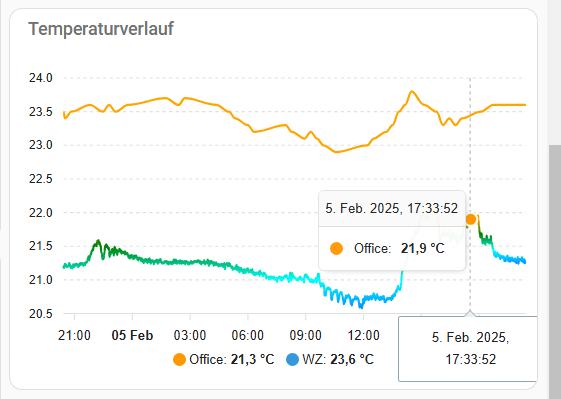 Temperaturverlauf
24.0
23.5
23.0
22.5
22.0
21.5
21.0
20.5
5. Feb. 2025, 17:33:52
Office: 21,9 °C
21:00 05 Feb 03:00 06:00 09:00 12:00
5. Feb. 2025,
17:33:52
Office: 21,3 °C WZ: 23,6 °C